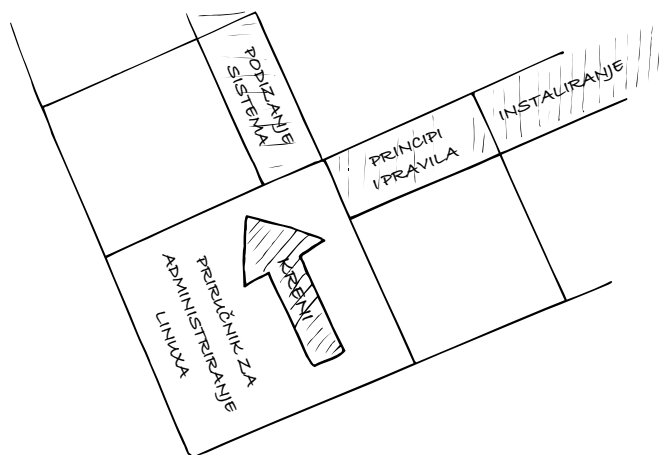 PODIZANJE
SISTEMA
PRINCIPI
I PRAVILA
INSTALIRANJE
KRENI
PRIRUČNIK ZA
ADMINISTRIRANJE
LINUXA